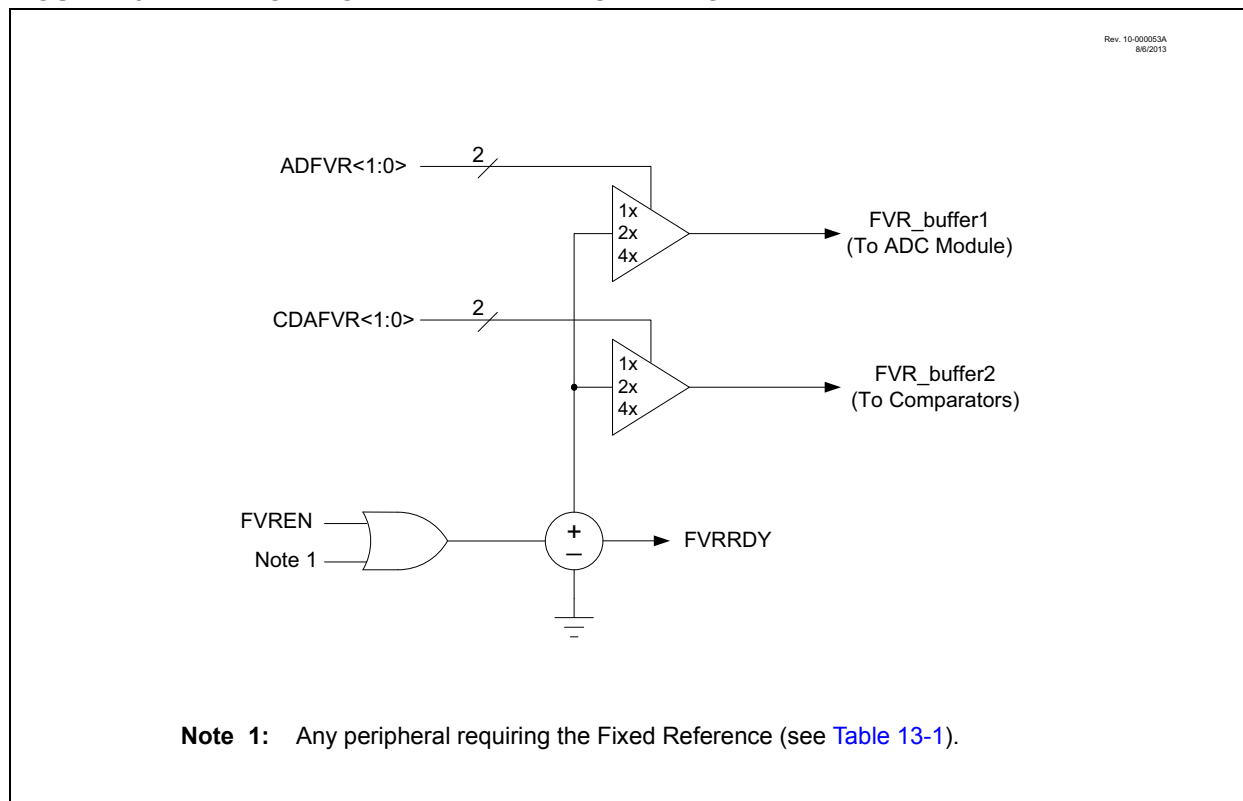 Rev. 10-000053A
8/6/2013
ADFVR<1:0>
2
1x
2x
4x
FVR_buffer1
(To ADC Module)
CDAFVR<1:0>
2
1x
2x
4x
FVR_buffer2
(To Comparators)
FVREN
Note 1
+
–
FVRRDY
Note 1: Any peripheral requiring the Fixed Reference (see Table 13-1).